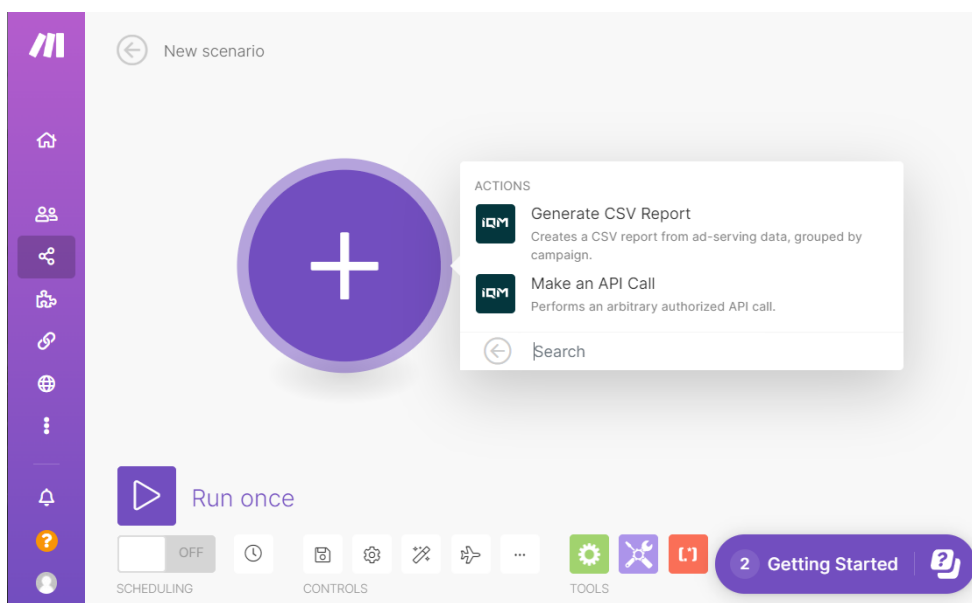 New scenario
ACTIONS
iQM
Generate CSV Report
Creates a CSV report from ad-serving data, grouped by
campaign.
iQM
Make an API Call
Performs an arbitrary authorized API call.
Search
Run once
OFF
SCHEDULING
CONTROLS
TOOLS
2 Getting Started